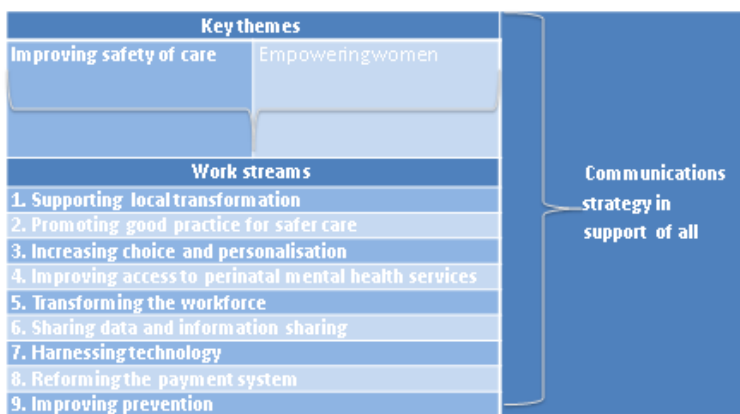 Key themes
Improving safety of care
Empowering women
Work streams
1. Supporting local transformation
2. Promoting good practice for safer care
3. Increasing choice and personalisation
4. Improving access to perinatal mental health services
5. Transforming the workforce
6. Sharing data and information sharing
7. Harnessing technology
8. Reforming the payment system
9. Improving prevention
Communications
strategy in
support of all